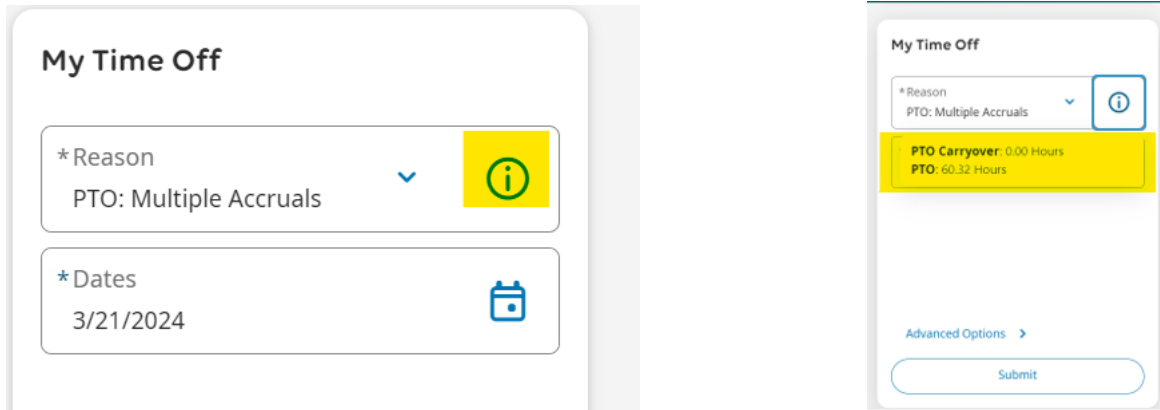 My Time Off
*Reason
PTO: Multiple Accruals
*Dates
3/21/2024
My Time Off
*Reason
PTO: Multiple Accruals
PTO Carryover: 0.00 Hours
PTO: 60.32 Hours
Advanced Options
Submit